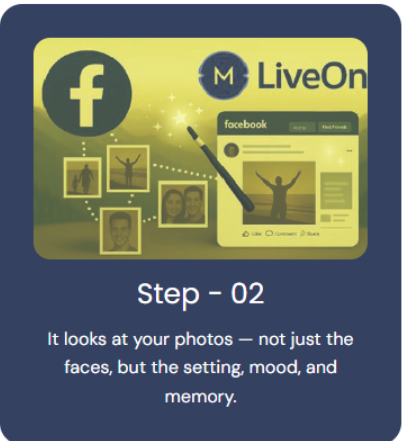 f
M LiveOn
facebook
Home
Find Friends
Like Comment Share
Step - 02
It looks at your photos — not just the
faces, but the setting, mood, and
memory.